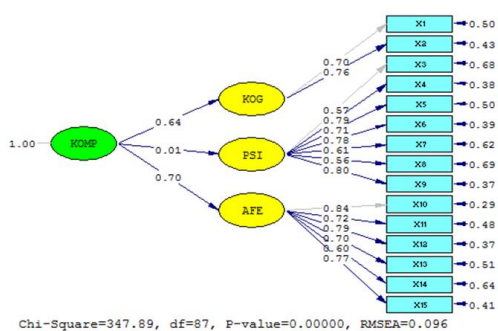 X1 0.50
X2 0.43
0.70
X3 0.68
0.76
KOG
X4 0.38
0.57
X5 0.50
0.64
0.79
0.71
X6 0.39
0.78
1.00 KOMP 0.01 PSI
0.61
X7 0.62
0.56
0.80
X8 0.69
0.70
X9 0.37
0.84
X10 0.29
AFE
0.72
X11 0.48
0.79
0.70
X12 0.37
0.60
X13 0.51
0.77
X14 0.64
X15 0.41
Chi-Square=347.89, df=87, P-value=0.00000, RMSEA=0.096